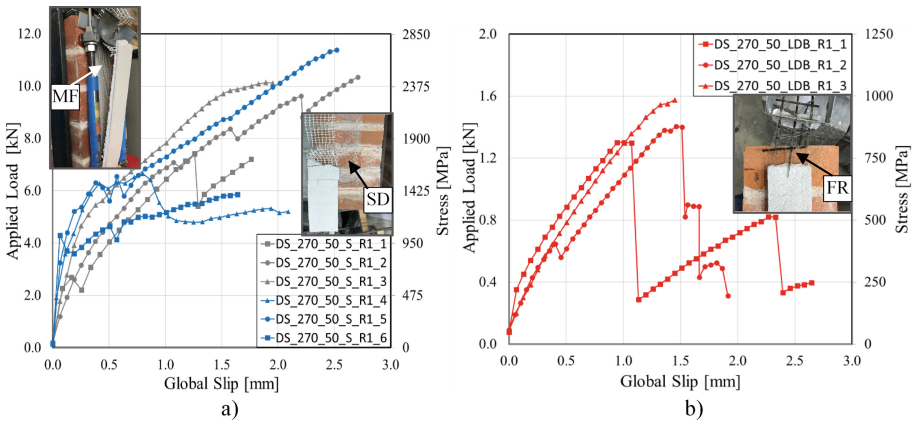 12.0
10.0
8.0
6.0
4.0
2.0
0.0
Applied Load [kN]
0.0 0.5 1.0 1.5 2.0 2.5 3.0
Global Slip [mm]
2850
2375
1900
1425
950
475
0
Stress [MPa]
MF
SD
DS_270_50_S_R1_1
DS_270_50_S_R1_2
DS_270_50_S_R1_3
DS_270_50_S_R1_4
DS_270_50_S_R1_5
DS_270_50_S_R1_6
a)
2.0
1.6
1.2
0.8
0.4
0.0
Applied Load [kN]
0.0 0.5 1.0 1.5 2.0 2.5 3.0
Global Slip [mm]
1250
1000
750
500
250
0
Stress [MPa]
DS_270_50_LDB_R1_1
DS_270_50_LDB_R1_2
DS_270_50_LDB_R1_3
FR
b)